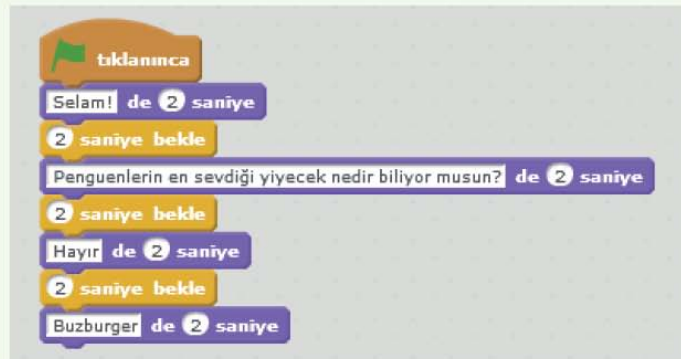 tıklanınca
Selam! de 2 saniye
2 saniye bekle
Penguenlerin en sevdiği yiyecek nedir biliyor musun? de 2 saniye
2 saniye bekle
Hayır de 2 saniye
2 saniye bekle
Buzburger de 2 saniye